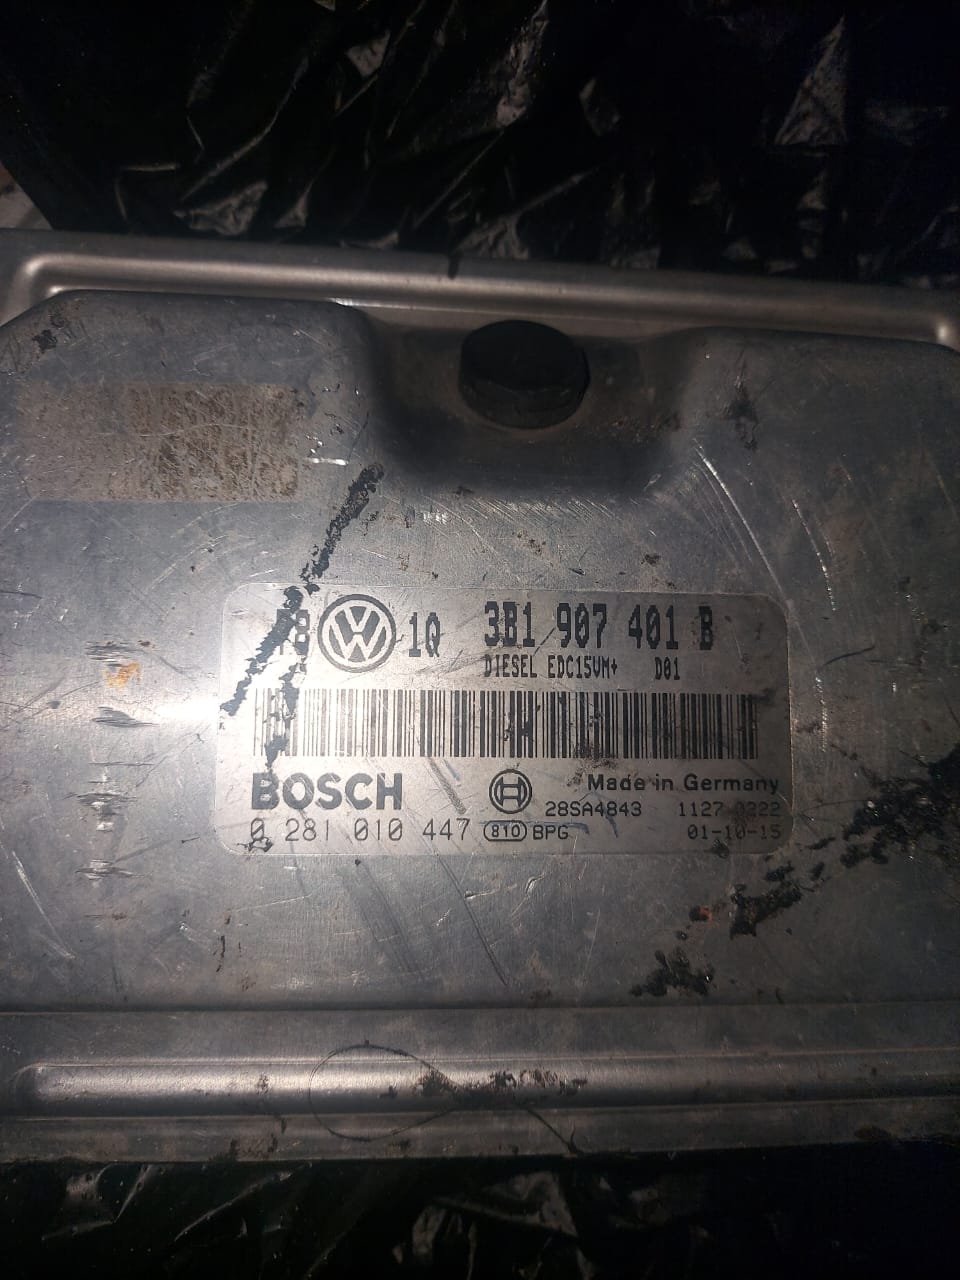 1Q 3B1 907 401 B
DIESEL EDC15VM+ D01
BOSCH
Made in Germany
28SA4843 1127 0222
0 281 010 447 810 BPG 01-10-15